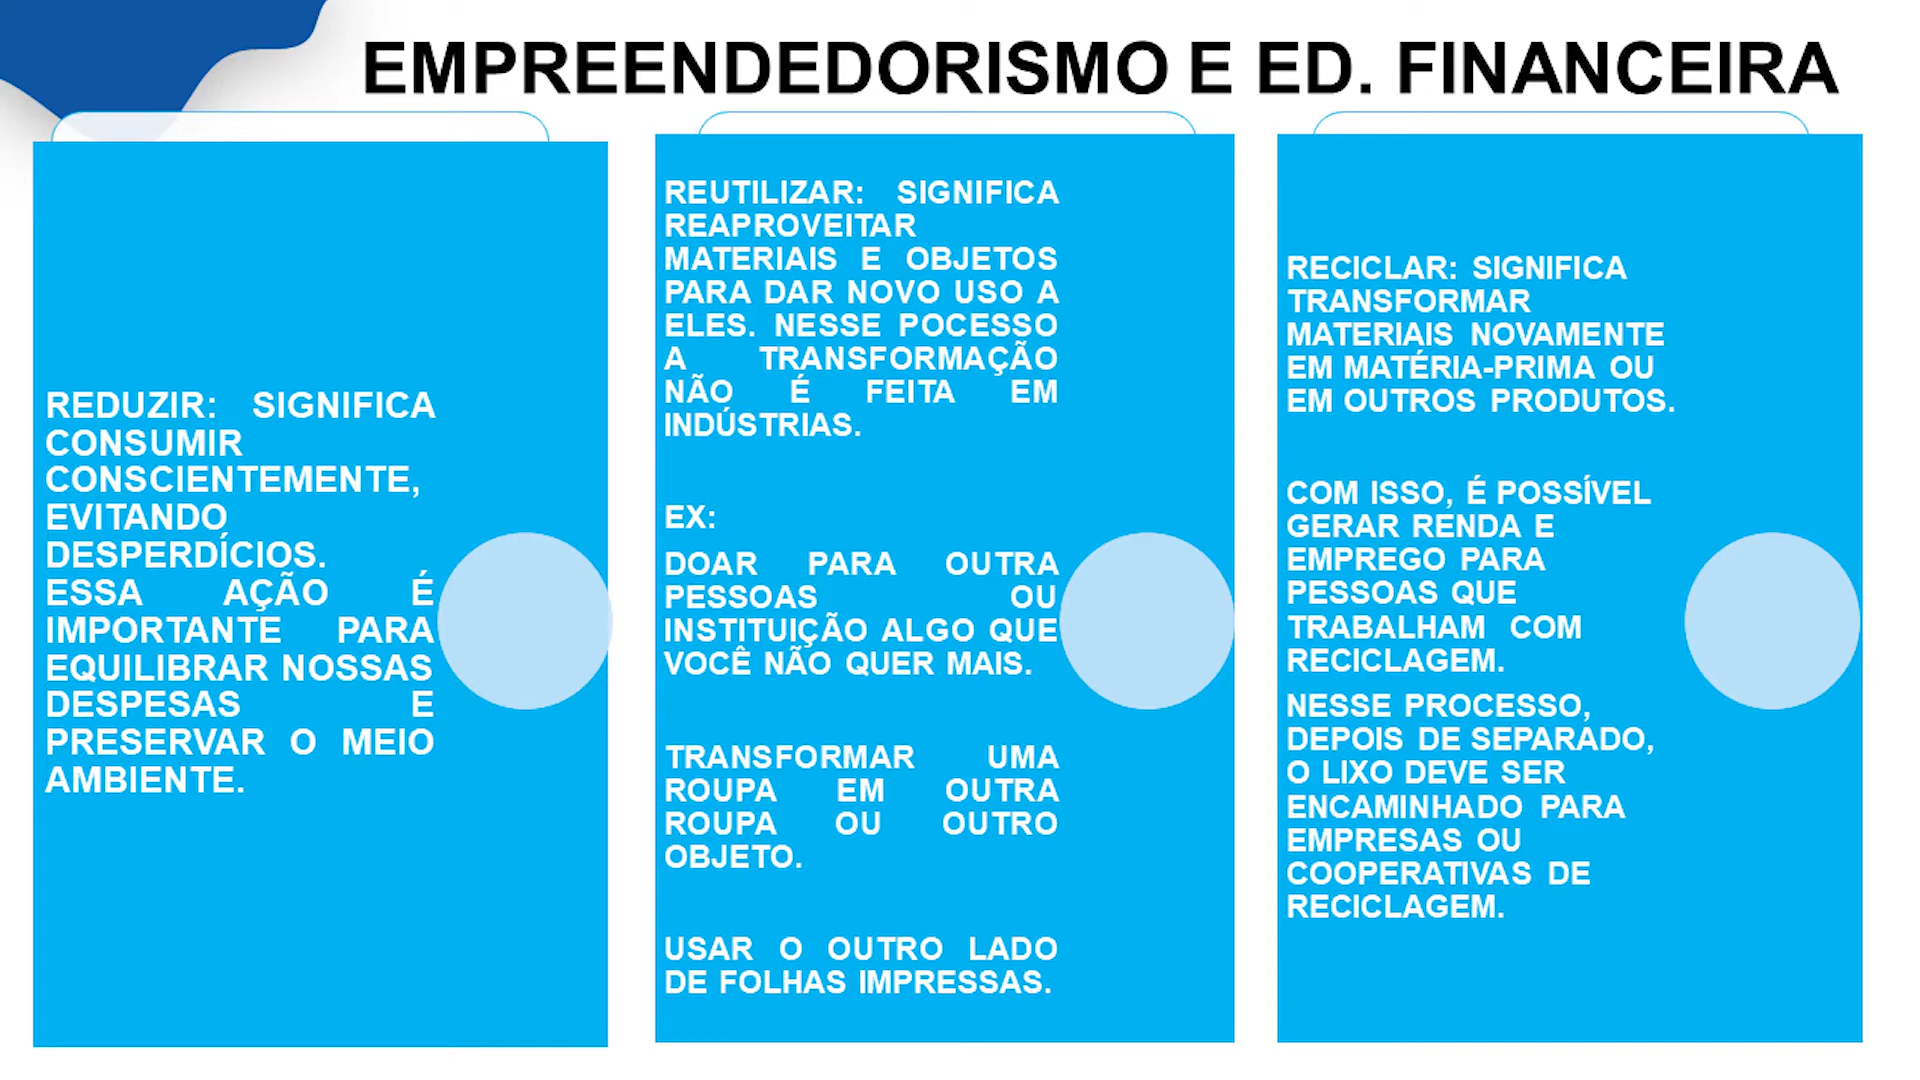 EMPREENDEDORISMO E ED. FINANCEIRA
REDUZIR: SIGNIFICA
CONSUMIR
CONSCIENTEMENTE,
EVITANDO
DESPERDÍCIOS.
ESSA AÇÃO É
IMPORTANTE PARA
EQUILIBRAR NOSSAS
DESPESAS E
PRESERVAR O MEIO
AMBIENTE.
REUTILIZAR: SIGNIFICA
REAPROVEITAR
MATERIAIS E OBJETOS
PARA DAR NOVO USO A
ELES. NESSE POCESSO
A TRANSFORMAÇÃO
NÃO É FEITA EM
INDÚSTRIAS.
EX:
DOAR PARA OUTRA
PESSOAS OU
INSTITUIÇÃO ALGO QUE
VOCÊ NÃO QUER MAIS.
TRANSFORMAR UMA
ROUPA EM OUTRA
ROUPA OU OUTRO
OBJETO.
USAR O OUTRO LADO
DE FOLHAS IMPRESSAS.
RECICLAR: SIGNIFICA
TRANSFORMAR
MATERIAIS NOVAMENTE
EM MATÉRIA-PRIMA OU
EM OUTROS PRODUTOS.
COM ISSO, É POSSÍVEL
GERAR RENDA E
EMPREGO PARA
PESSOAS QUE
TRABALHAM COM
RECICLAGEM.
NESSE PROCESSO,
DEPOIS DE SEPARADO,
O LIXO DEVE SER
ENCAMINHADO PARA
EMPRESAS OU
COOPERATIVAS DE
RECICLAGEM.